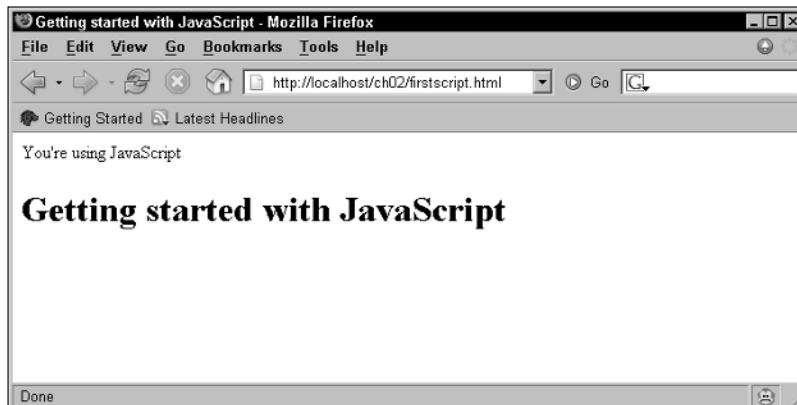 Getting started with JavaScript - Mozilla Firefox
File Edit View Go Bookmarks Tools Help
http://localhost/ch02/firstscript.html Go G
Getting Started Latest Headlines
You're using JavaScript
Getting started with JavaScript
Done